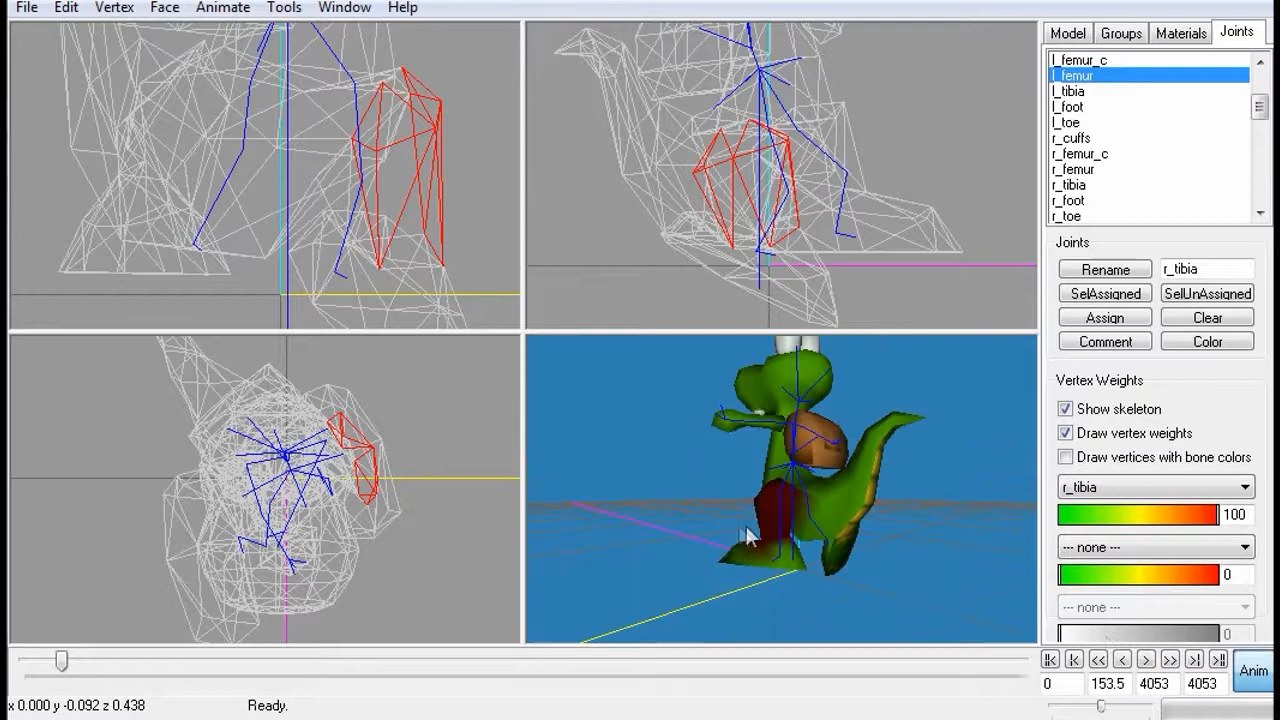 File Edit Vertex Face Animate Tools Window Help
Model Groups Materials Joints
l_femur_c
l_femur
l_tibia
l_foot
l_toe
r_cuffs
r_femur_c
r_femur
r_tibia
r_foot
r_toe
Joints
Rename r_tibia
SelAssigned SelUnAssigned
Assign Clear
Comment Color
Vertex Weights
Show skeleton
Draw vertex weights
Draw vertices with bone colors
r_tibia
100
--- none ---
0
--- none ---
0
0 153.5 4053 4053 Anim
x 0.000 y -0.092 z 0.438 Ready.